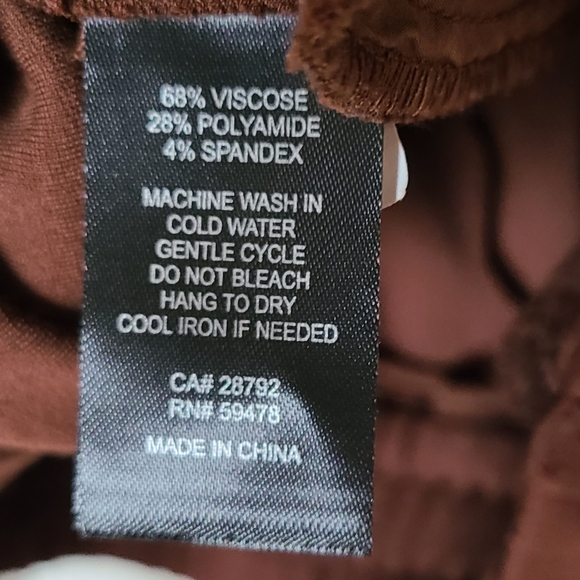 68% VISCOSE
28% POLYAMIDE
4% SPANDEX
MACHINE WASH IN
COLD WATER
GENTLE CYCLE
DO NOT BLEACH
HANG TO DRY
COOL IRON IF NEEDED
CA# 28792
RN# 59478
MADE IN CHINA